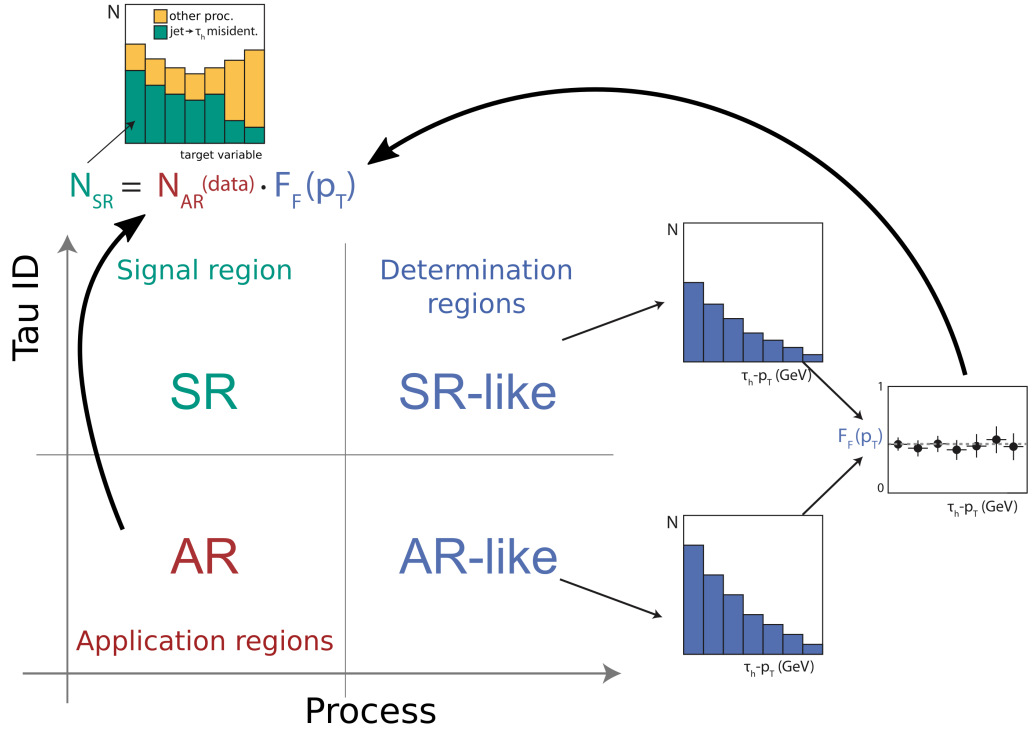 N
other proc.
jet→τh misident.
target variable
NSR = NAR(data) · FF(pT)
Tau ID
Signal region
Determination
regions
SR
SR-like
AR
AR-like
Application regions
Process
N
τh-pT (GeV)
N
τh-pT (GeV)
FF(pT)
1
0
τh-pT (GeV)